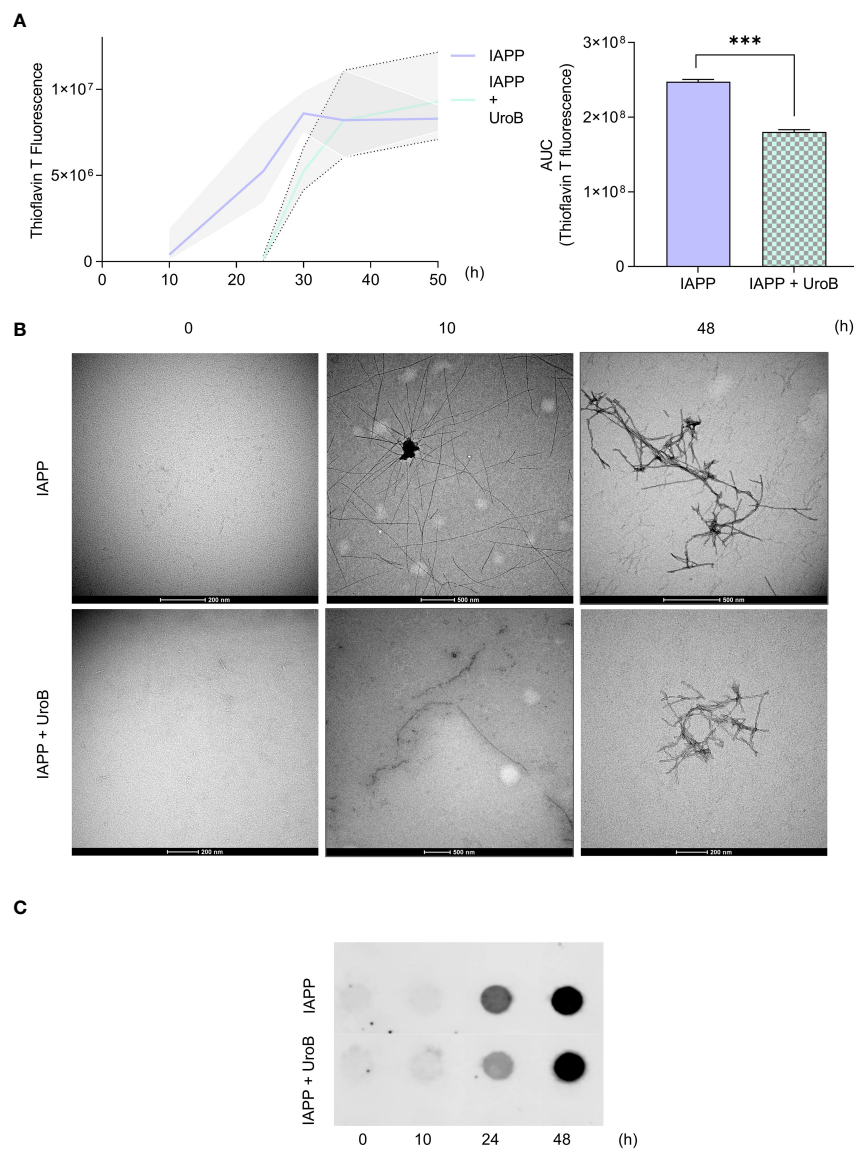 A
Thioflavin T Fluorescence
1×10⁷
5×10⁶
0
0
10
20
30
40
50
(h)
IAPP
IAPP
+
UroB
AUC
(Thioflavin T fluorescence)
3×10⁸
2×10⁸
1×10⁸
0
***
IAPP
IAPP + UroB
B
0
10
48
(h)
IAPP
200 nm
500 nm
500 nm
IAPP + UroB
200 nm
500 nm
200 nm
C
IAPP
IAPP + UroB
0
10
24
48
(h)